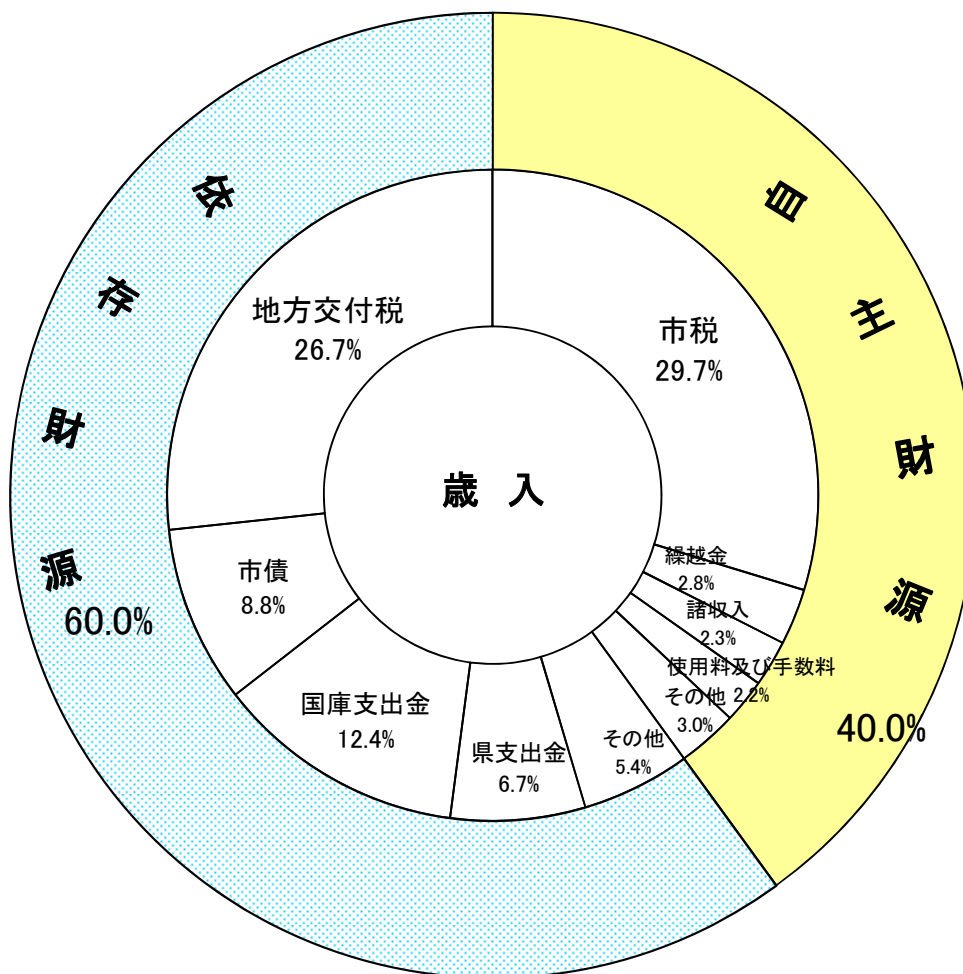 歳 入
自主財源
40.0%
市税
29.7%
繰越金
2.8%
諸収入
2.3%
使用料及び手数料
2.2%
その他
3.0%
依存財源
60.0%
その他
5.4%
県支出金
6.7%
国庫支出金
12.4%
市債
8.8%
地方交付税
26.7%